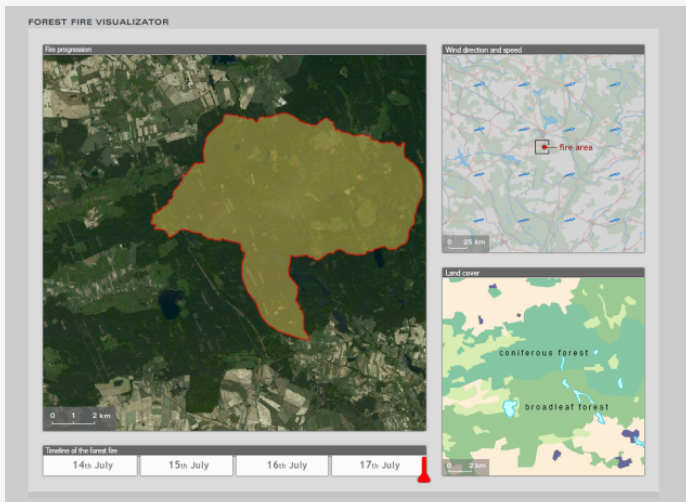 FOREST FIRE VISUALIZATOR
Fire progression
0 1 2 km
Wind direction and speed
fire area
0 25 km
Land cover
coniferous forest
broadleaf forest
0 2 km
Timeline of the forest fire
14th July
15th July
16th July
17th July